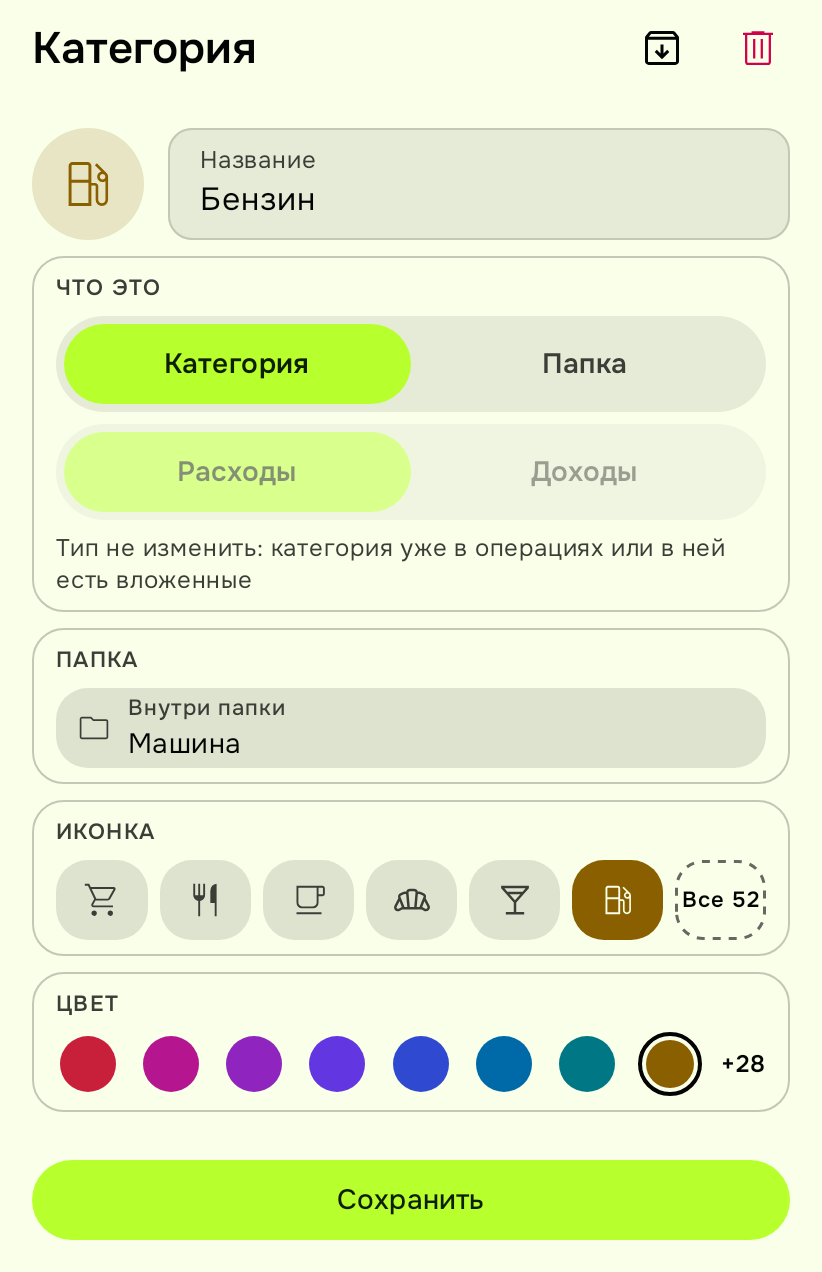 Категория
Название
Бензин
ЧТО ЭТО
Категория
Папка
Расходы
Доходы
Тип не изменить: категория уже в операциях или в ней
есть вложенные
ПАПКА
Внутри папки
Машина
ИКОНКА
Все 52
ЦВЕТ
+28
Сохранить